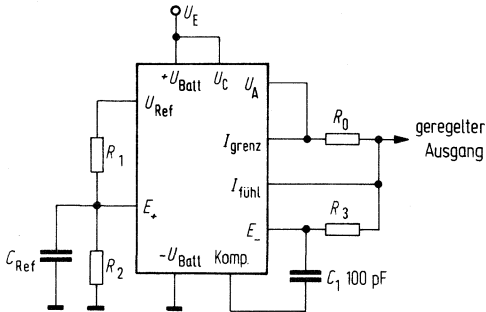 U_E
+U_Batt U_C U_A
U_Ref
R_1
R_0
geregelter
Ausgang
I_grenz
I_fühl
E_+
E_-
R_3
C_Ref
R_2
-U_Batt Komp.
C_1 100 pF